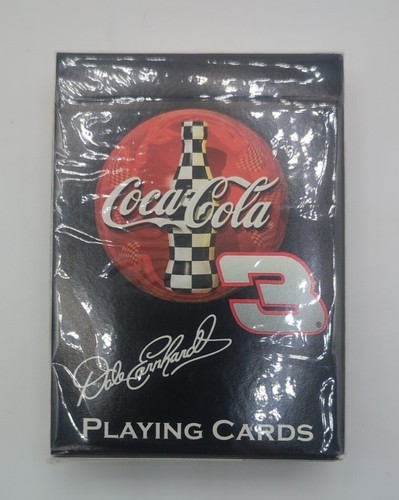 Coca-Cola
3
Dale Earnhardt
PLAYING CARDS